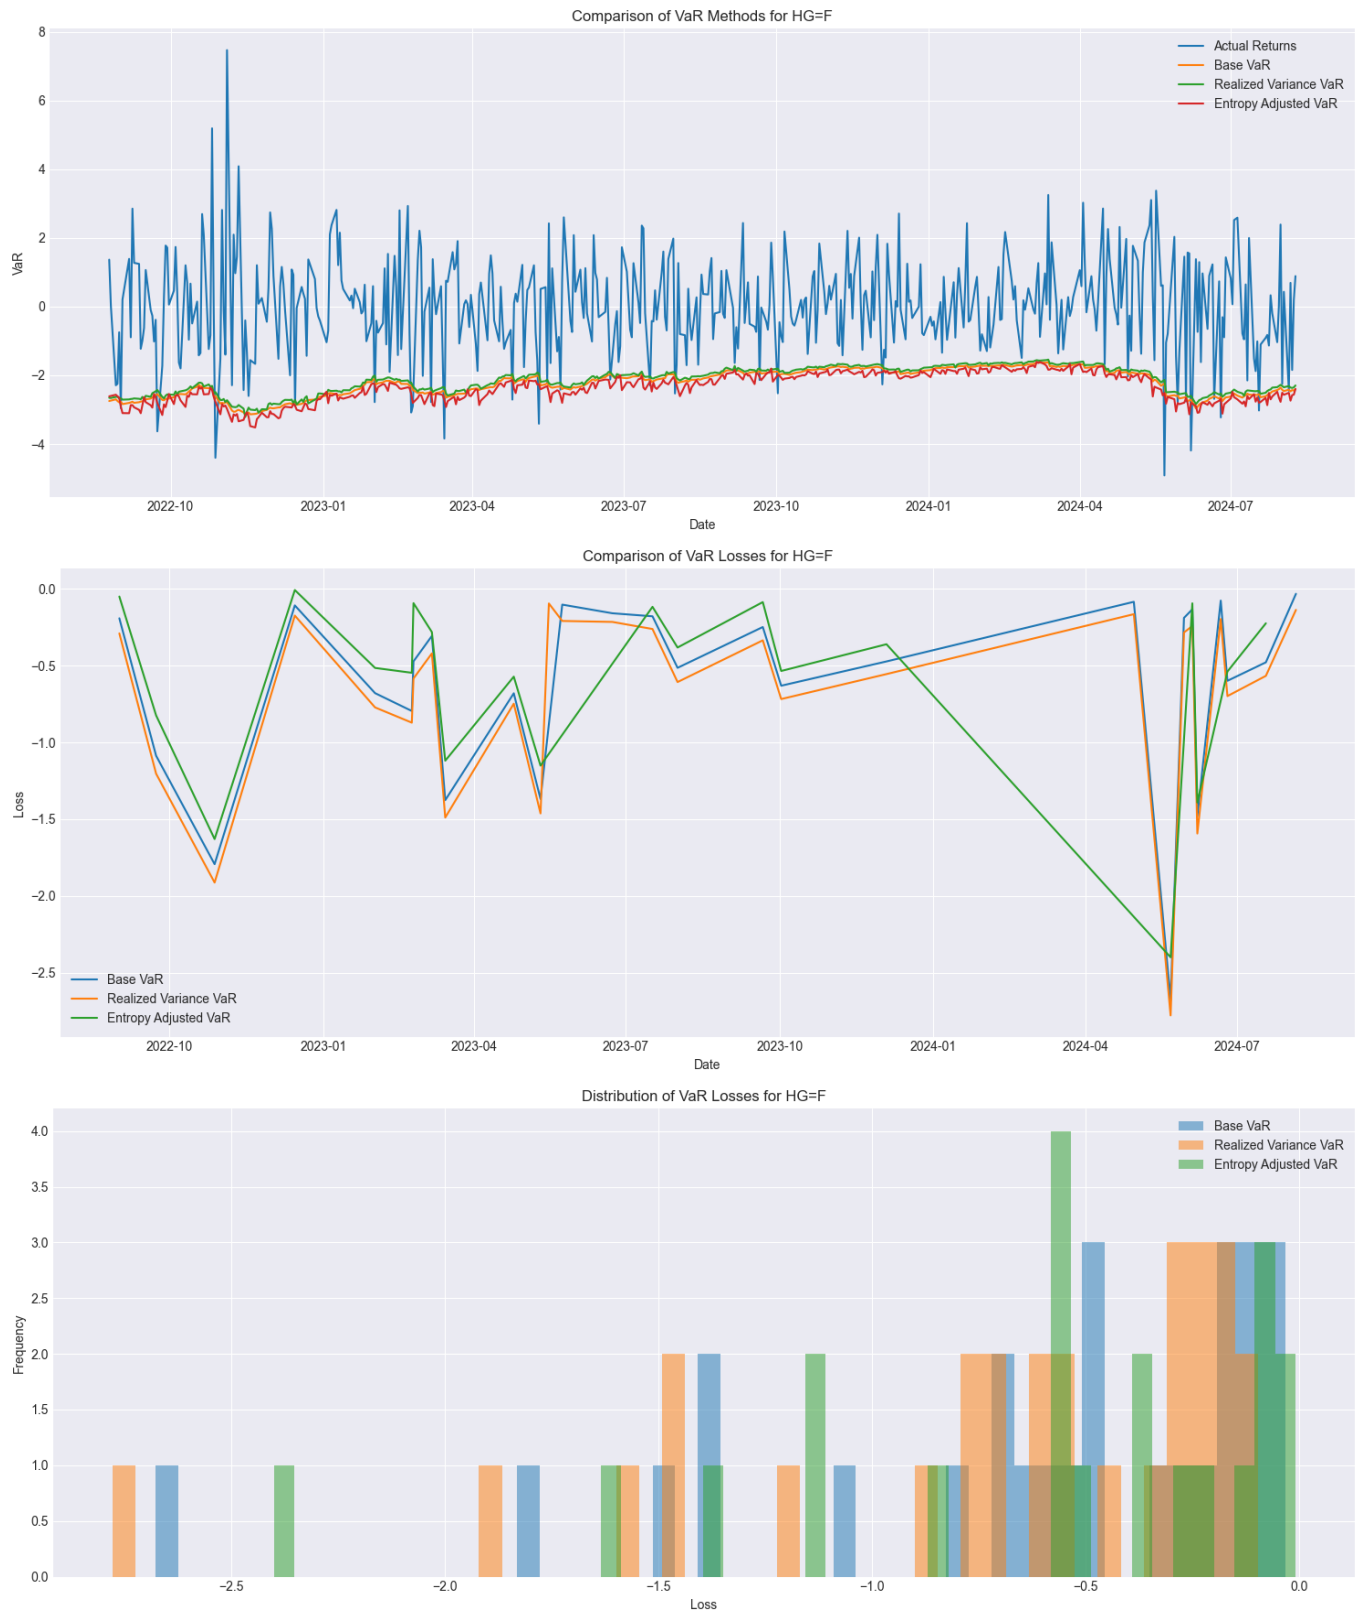 Comparison of VaR Methods for HG=F
8
6
4
2
0
−2
−4
VaR
Actual Returns
Base VaR
Realized Variance VaR
Entropy Adjusted VaR
2022-10 2023-01 2023-04 2023-07 2023-10 2024-01 2024-04 2024-07
Date
Comparison of VaR Losses for HG=F
0.0
−0.5
−1.0
−1.5
−2.0
−2.5
Loss
Base VaR
Realized Variance VaR
Entropy Adjusted VaR
2022-10 2023-01 2023-04 2023-07 2023-10 2024-01 2024-04 2024-07
Date
Distribution of VaR Losses for HG=F
4.0
3.5
3.0
2.5
2.0
1.5
1.0
0.5
0.0
Frequency
Base VaR
Realized Variance VaR
Entropy Adjusted VaR
−2.5 −2.0 −1.5 −1.0 −0.5 0.0
Loss